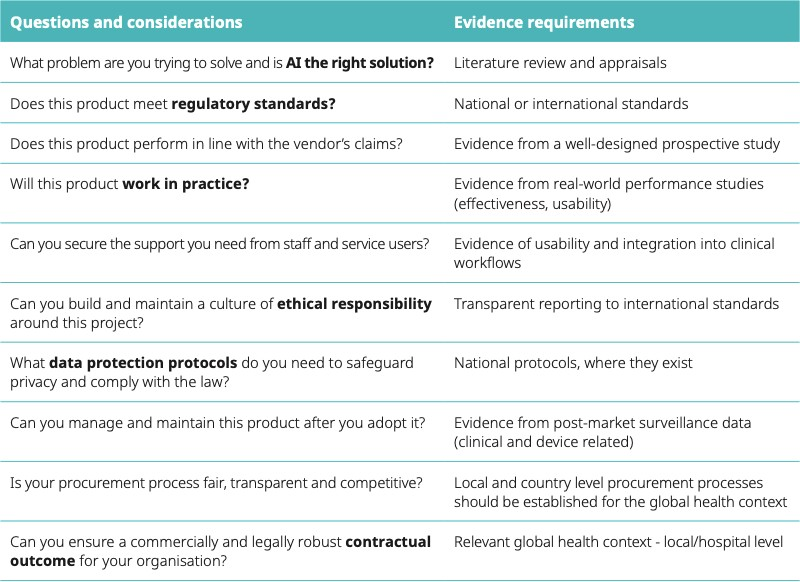 Questions and considerations
Evidence requirements
What problem are you trying to solve and is AI the right solution?
Literature review and appraisals
Does this product meet regulatory standards?
National or international standards
Does this product perform in line with the vendor’s claims?
Evidence from a well-designed prospective study
Will this product work in practice?
Evidence from real-world performance studies
(effectiveness, usability)
Can you secure the support you need from staff and service users?
Evidence of usability and integration into clinical
workflows
Can you build and maintain a culture of ethical responsibility
around this project?
Transparent reporting to international standards
What data protection protocols do you need to safeguard
privacy and comply with the law?
National protocols, where they exist
Can you manage and maintain this product after you adopt it?
Evidence from post-market surveillance data
(clinical and device related)
Is your procurement process fair, transparent and competitive?
Local and country level procurement processes
should be established for the global health context
Can you ensure a commercially and legally robust contractual
outcome for your organisation?
Relevant global health context - local/hospital level